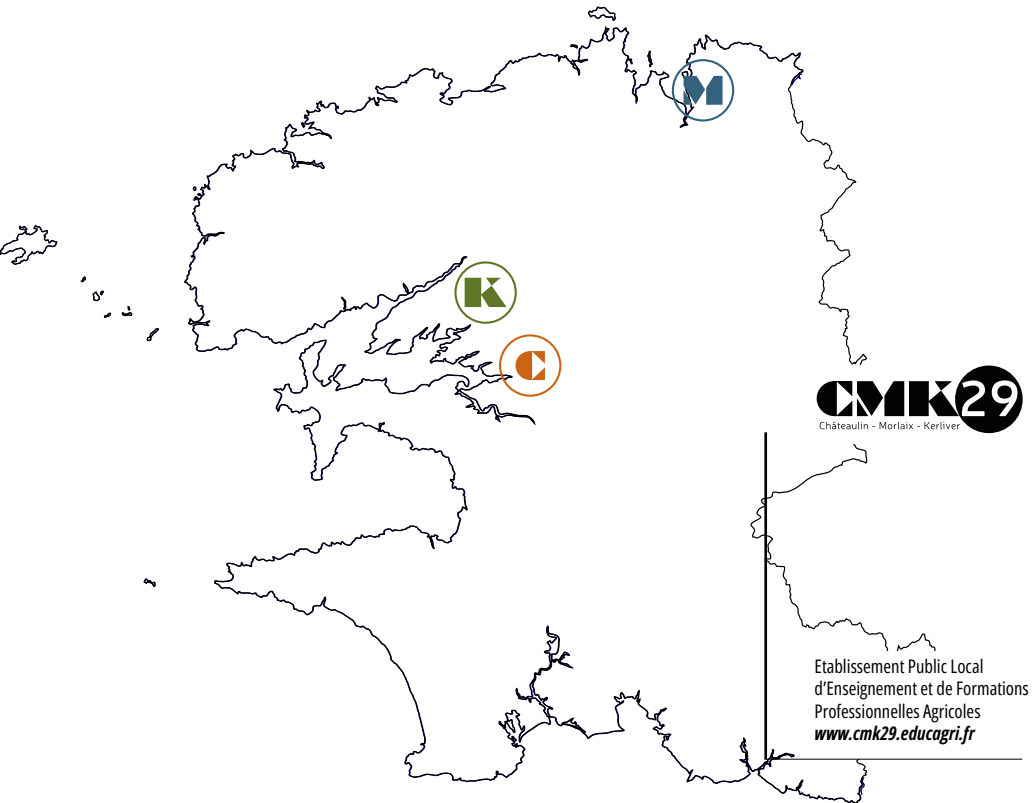 M
K
C
CMK29
Châteaulin - Morlaix - Kerliver
Etablissement Public Local
d'Enseignement et de Formations
Professionnelles Agricoles
www.cmk29.educagri.fr